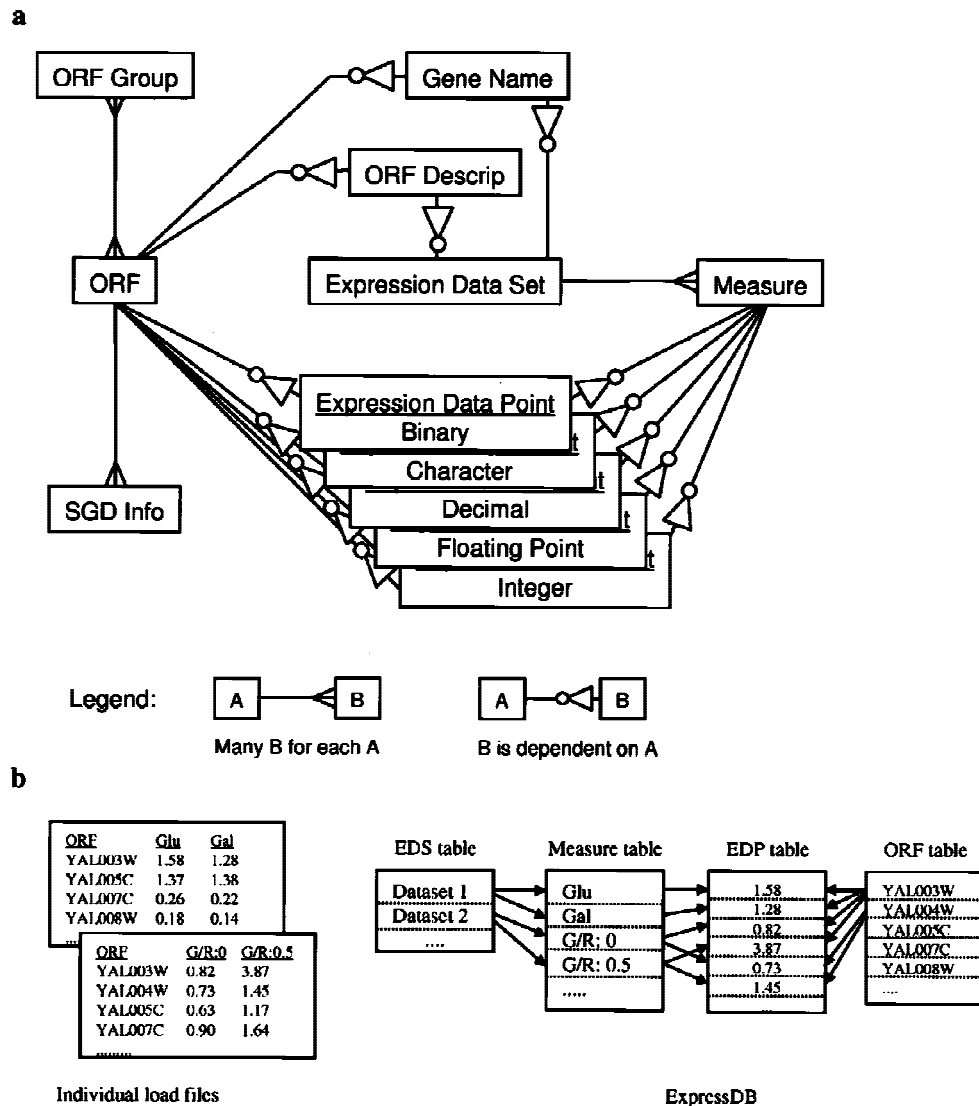 a
ORF Group
Gene Name
ORF Descrip
ORF
Expression Data Set
Measure
Expression Data Point
Binary
t
Character
t
Decimal
t
Floating Point
t
Integer
SGD Info
Legend:
A
B
A
B
Many B for each A
B is dependent on A
b
ORF Glu Gal
YAL003W 1.58 1.28
YAL005C 1.37 1.38
YAL007C 0.26 0.22
YAL008W 0.18 0.14
....
ORF G/R:0 G/R:0.5
YAL003W 0.82 3.87
YAL004W 0.73 1.45
YAL005C 0.63 1.17
YAL007C 0.90 1.64
.........
Individual load files
EDS table
Dataset 1
Dataset 2
....
Measure table
Glu
Gal
G/R: 0
G/R: 0.5
.....
EDP table
1.58
1.28
0.82
3.87
0.73
1.45
...
ORF table
YAL003W
YAL004W
YAL005C
YAL007C
YAL008W
....
ExpressDB